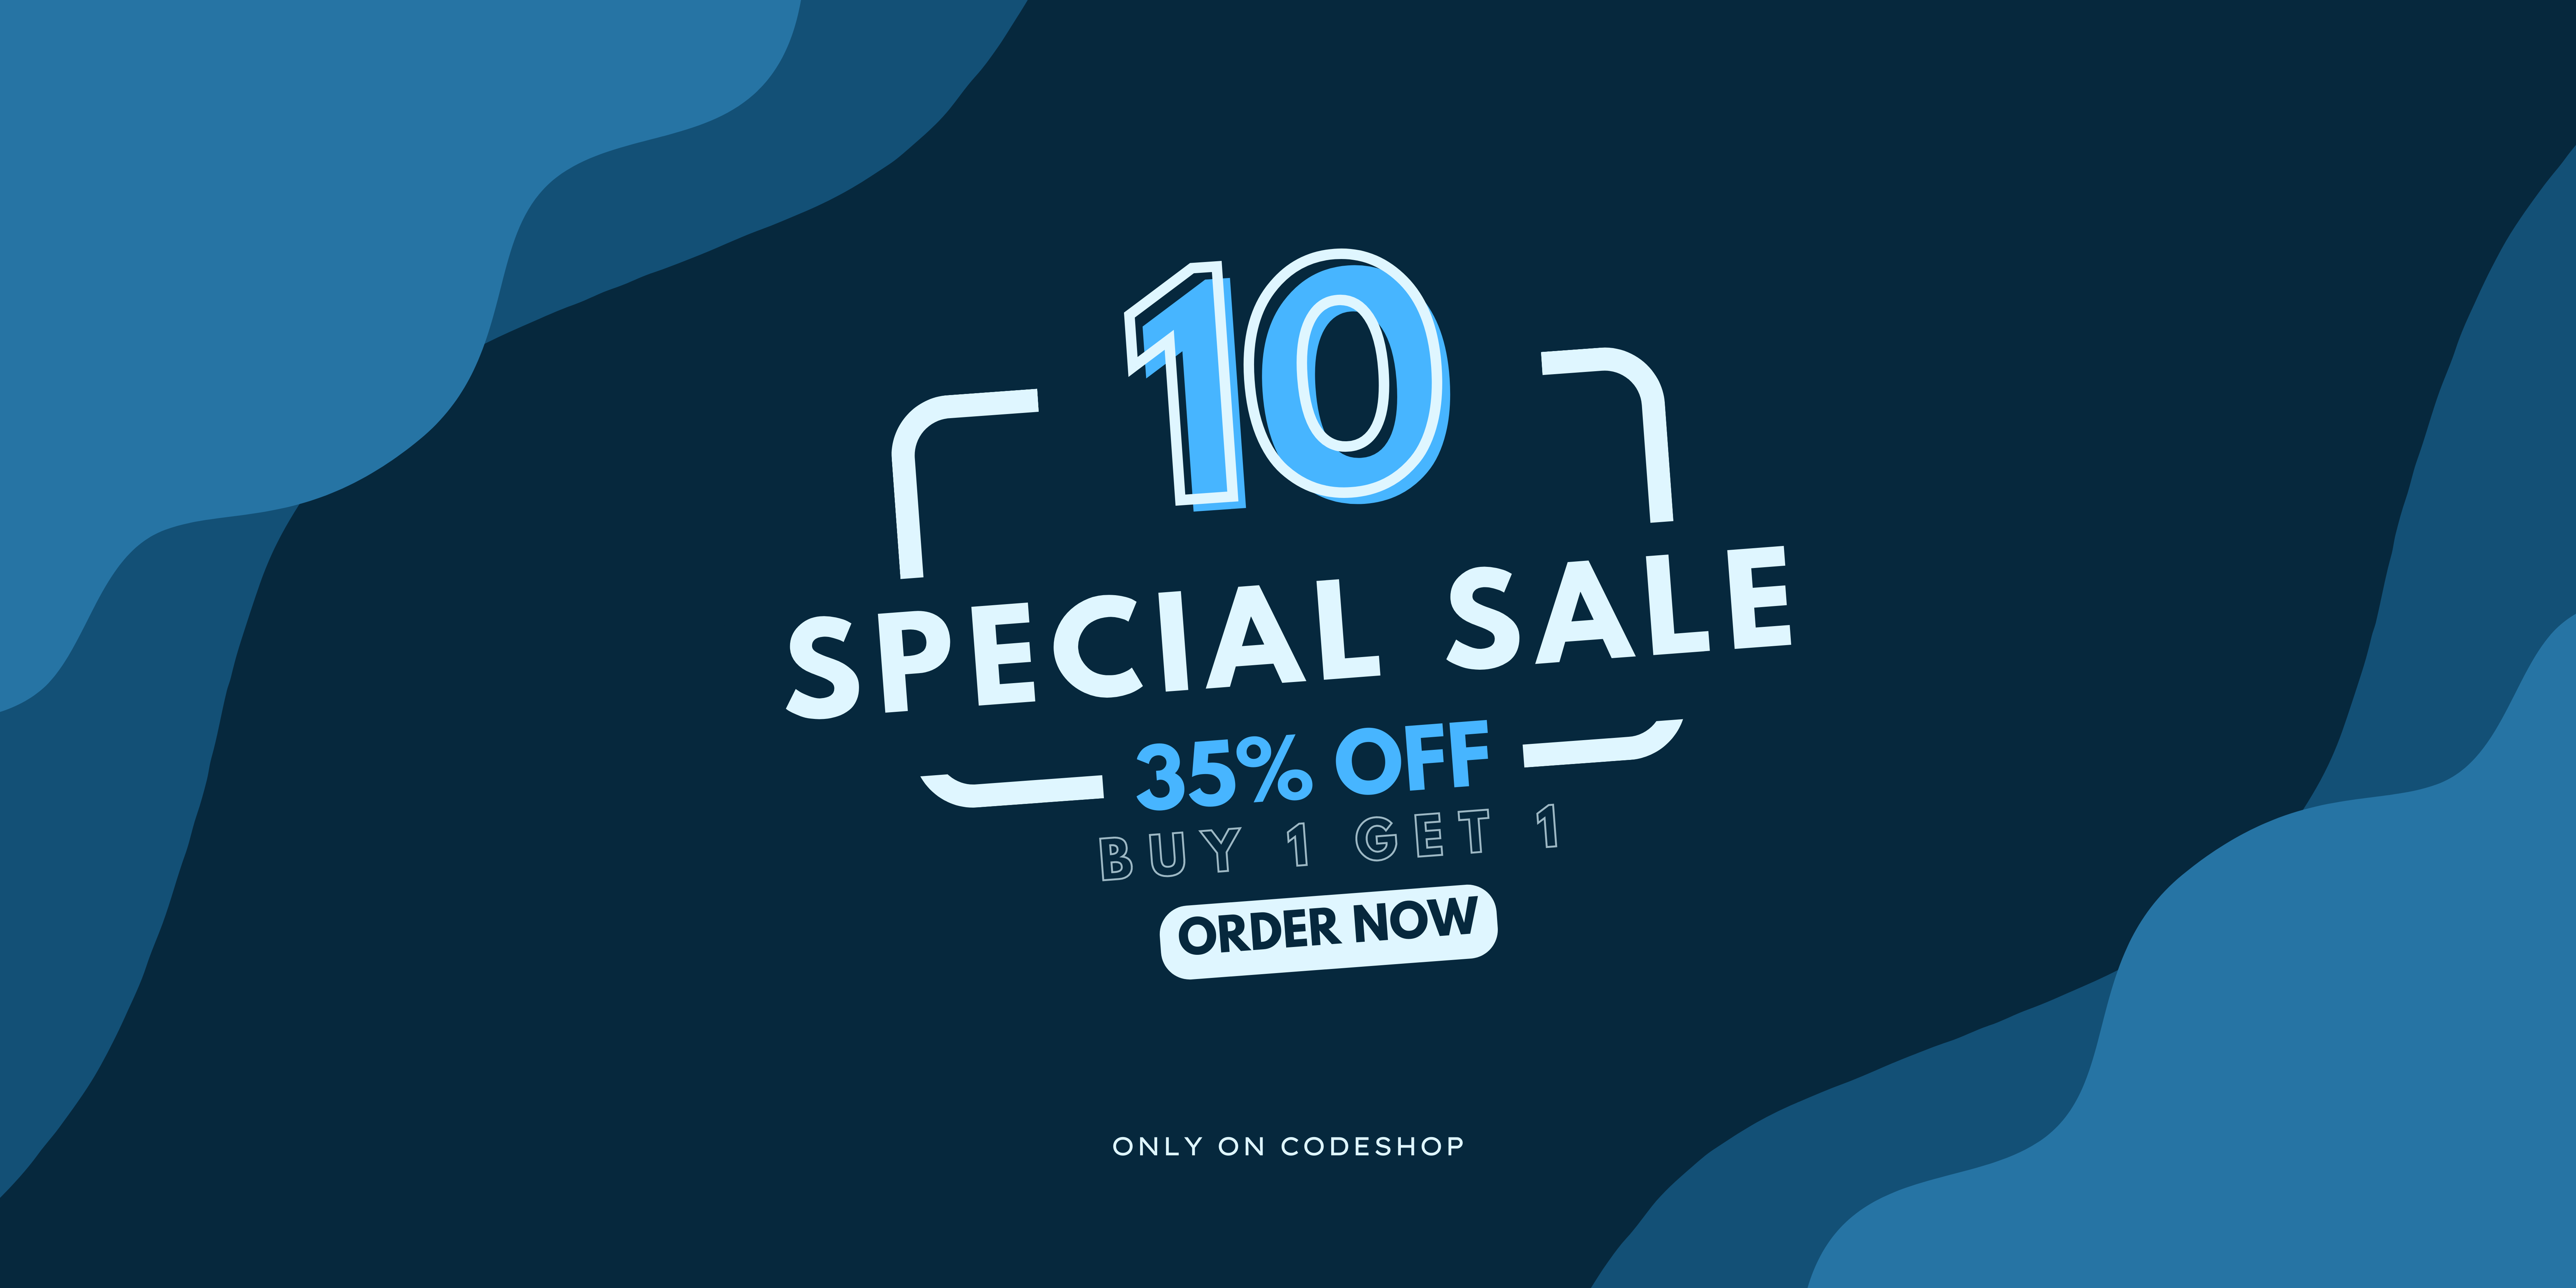 10
SPECIAL SALE
35% OFF
BUY 1 GET 1
ORDER NOW
ONLY ON CODESHOP